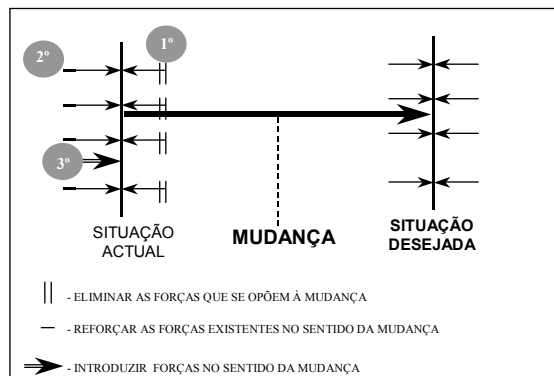 1º
2º
3º
SITUAÇÃO
ACTUAL
MUDANÇA
SITUAÇÃO
DESEJADA
- ELIMINAR AS FORÇAS QUE SE OPÕEM À MUDANÇA
- REFORÇAR AS FORÇAS EXISTENTES NO SENTIDO DA MUDANÇA
- INTRODUZIR FORÇAS NO SENTIDO DA MUDANÇA